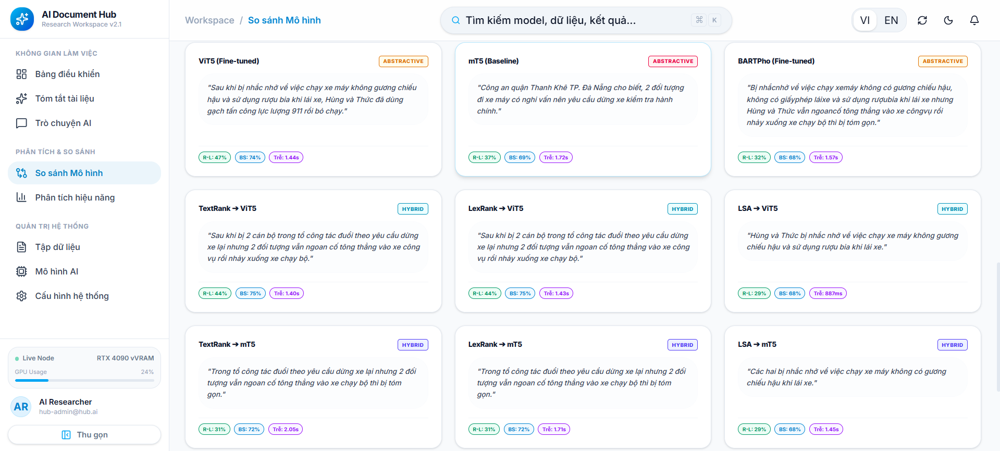 AI Document Hub
Research Workspace v2.1
KHÔNG GIAN LÀM VIỆC
Bảng điều khiển
Tóm tắt tài liệu
Trò chuyện AI
PHÂN TÍCH & SO SÁNH
So sánh Mô hình
Phân tích hiệu năng
QUẢN TRỊ HỆ THỐNG
Tập dữ liệu
Mô hình AI
Cấu hình hệ thống
Live Node RTX 4090 vVRAM
GPU Usage 24%
AR
AI Researcher
hub-admin@hub.ai
Thu gọn
Workspace / So sánh Mô hình
Tìm kiếm model, dữ liệu, kết quả...
⌘ K
VI EN
ViT5 (Fine-tuned) ABSTRACTIVE
"Sau khi bị nhắc nhở về việc chạy xe máy không gương chiếu
hậu và sử dụng rượu bia khi lái xe, Hùng và Thức đã dùng
gạch tấn công lực lượng 911 rồi bỏ chạy."
R-L: 47% BS: 74% Trễ: 1.44s
mT5 (Baseline) ABSTRACTIVE
"Công an quận Thanh Khê TP. Đà Nẵng cho biết, 2 đối tượng
đi xe máy có nghi vấn nên yêu cầu dừng xe kiểm tra hành
chính."
R-L: 37% BS: 69% Trễ: 1.72s
BARTPho (Fine-tuned) ABSTRACTIVE
"Bị nhắcnhở về việc chạy xemáy không có gương chiếu hậu,
không có giấyphép láixe và sử dụng rượubia khi lái xe nhưng
Hùng và Thức vẫn ngoancố tông thẳng vào xe côngvụ rồi
nhảy xuống xe chạy bộ thì bị tóm gọn."
R-L: 32% BS: 68% Trễ: 1.57s
TextRank ➔ ViT5 HYBRID
"Sau khi bị 2 cán bộ trong tổ công tác đuổi theo yêu cầu dừng
xe lại nhưng 2 đối tượng vẫn ngoan cố tông thẳng vào xe công
vụ rồi nhảy xuống xe chạy bộ."
R-L: 44% BS: 75% Trễ: 1.40s
LexRank ➔ ViT5 HYBRID
"Sau khi bị 2 cán bộ trong tổ công tác đuổi theo yêu cầu dừng
xe lại nhưng 2 đối tượng vẫn ngoan cố tông thẳng vào xe công
vụ rồi nhảy xuống xe chạy bộ."
R-L: 44% BS: 75% Trễ: 1.43s
LSA ➔ ViT5 HYBRID
"Hùng và Thức bị nhắc nhở về việc chạy xe máy không gương
chiếu hậu và sử dụng rượu bia khi lái xe."
R-L: 29% BS: 68% Trễ: 887ms
TextRank ➔ mT5 HYBRID
"Trong tổ công tác đuổi theo yêu cầu dừng xe lại nhưng 2 đối
tượng vẫn ngoan cố tông thẳng vào xe chạy bộ thì bị tóm
gọn."
R-L: 31% BS: 72% Trễ: 2.05s
LexRank ➔ mT5 HYBRID
"Trong tổ công tác đuổi theo yêu cầu dừng xe lại nhưng 2 đối
tượng vẫn ngoan cố tông thẳng vào xe chạy bộ thì bị tóm
gọn."
R-L: 31% BS: 72% Trễ: 1.71s
LSA ➔ mT5 HYBRID
"Các hai bị nhắc nhở về việc chạy xe máy không có gương
chiếu hậu khi lái xe."
R-L: 29% BS: 68% Trễ: 1.45s